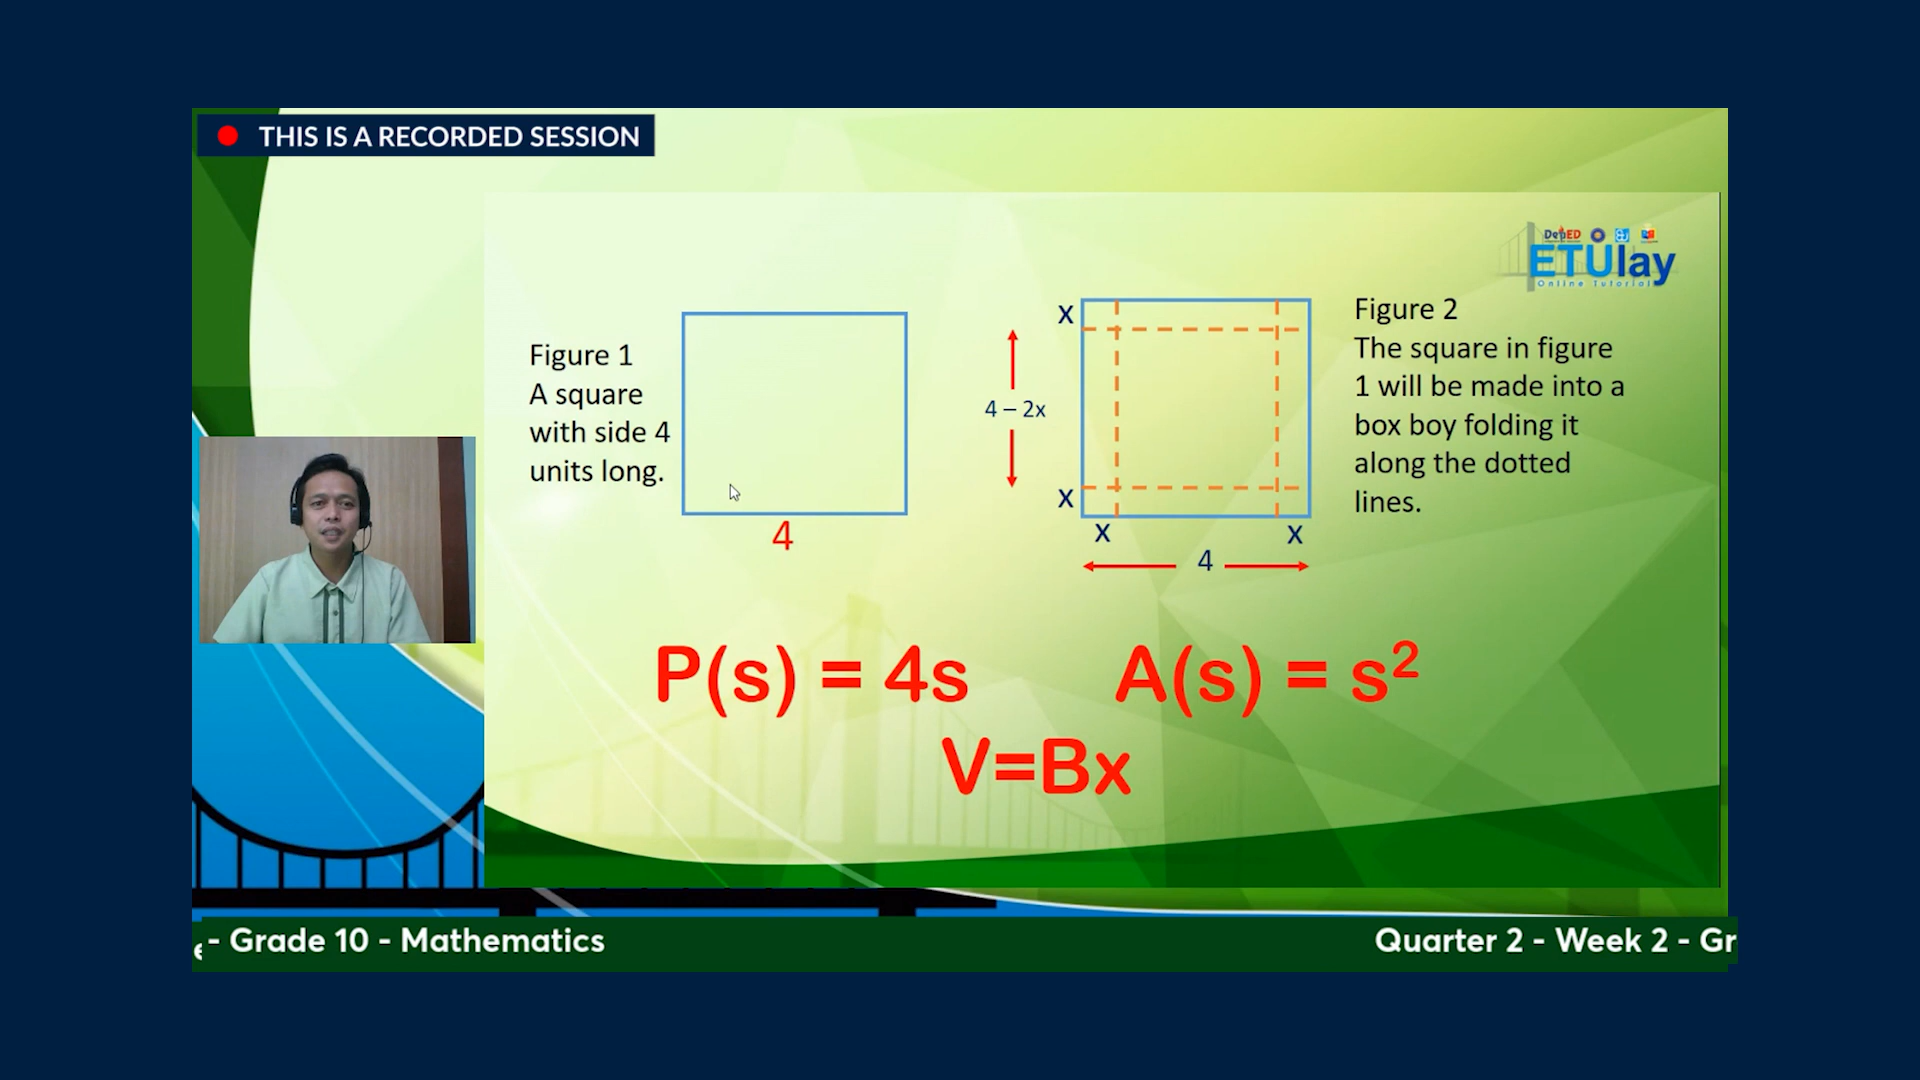 THIS IS A RECORDED SESSION
DepED
ETUlay
Online Tutorial
Figure 1
A square
with side 4
units long.
4
x
4 – 2x
x
x
x
4
Figure 2
The square in figure
1 will be made into a
box boy folding it
along the dotted
lines.
P(s) = 4s
A(s) = s²
V=Bx
e - Grade 10 - Mathematics
Quarter 2 - Week 2 - Gr